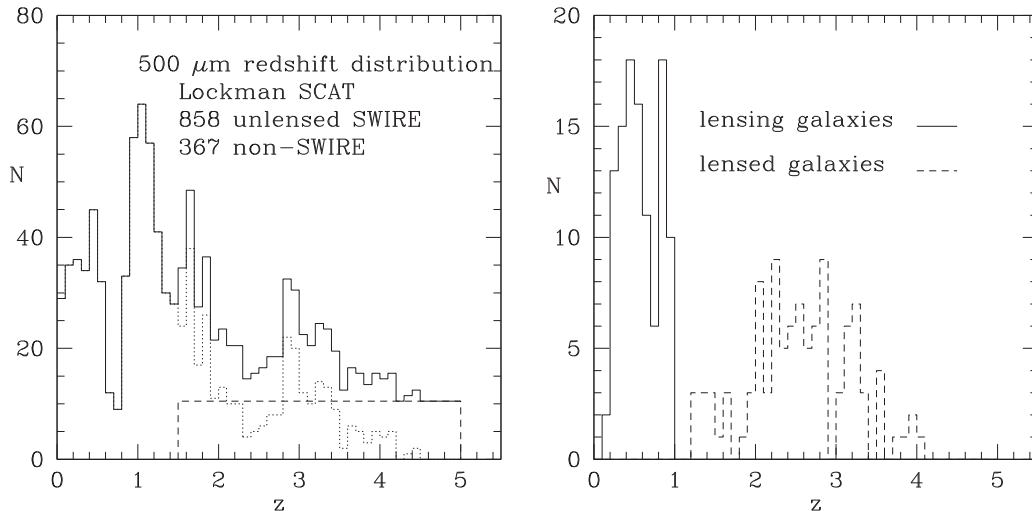 80
60
40
20
0
N
500 μm redshift distribution
Lockman SCAT
858 unlensed SWIRE
367 non−SWIRE
0 1 2 3 4 5
z
20
15
10
5
0
N
lensing galaxies
lensed galaxies
0 1 2 3 4 5
z